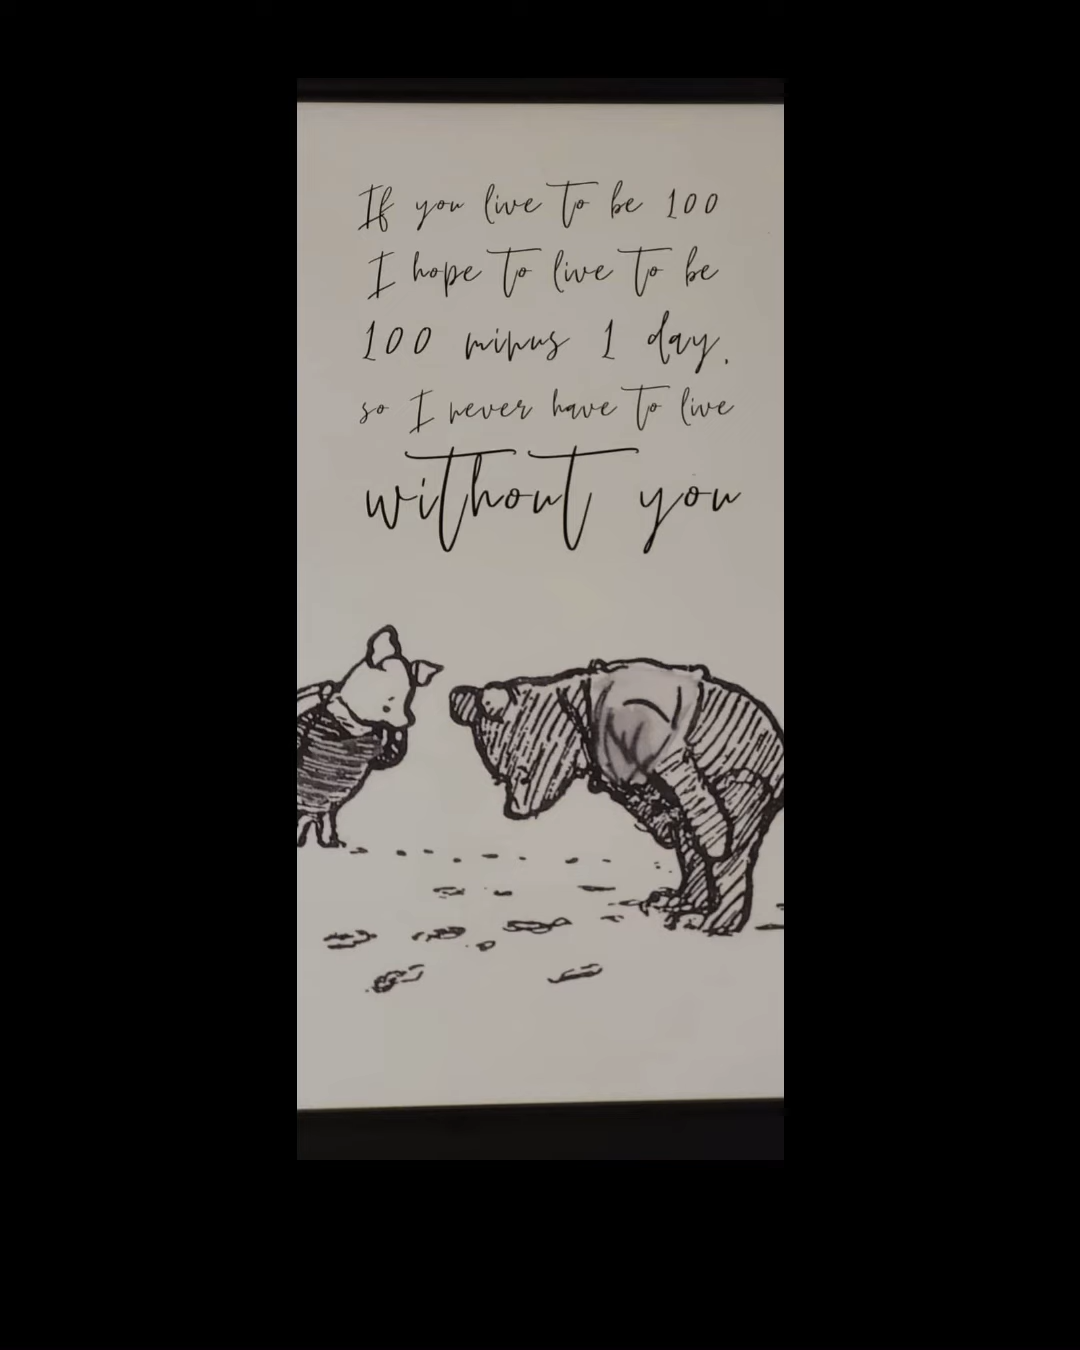 If you live to be 100
I hope to live to be
100 minus 1 day,
so I never have to live
without you